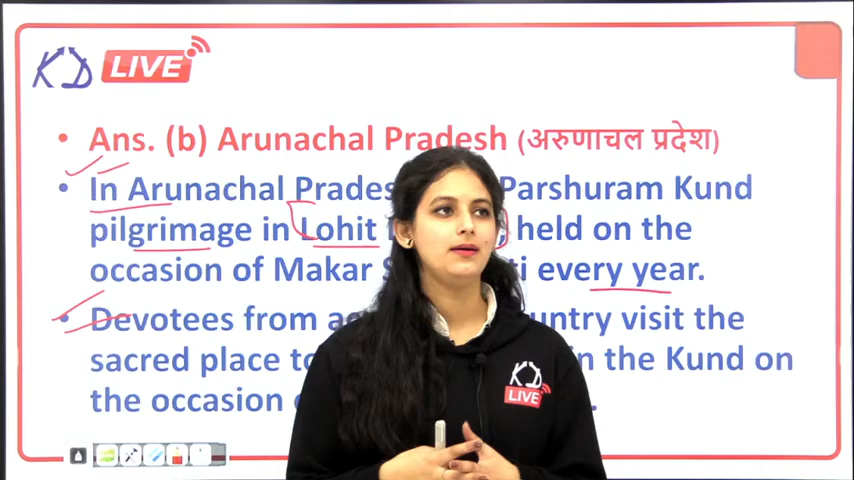 KD LIVE
• Ans. (b) Arunachal Pradesh (अरुणाचल प्रदेश)
• In Arunachal Prades Parshuram Kund
pilgrimage in Lohit , held on the
occasion of Makar S ti every year.
• Devotees from a untry visit the
sacred place to in the Kund on
the occasion .
KD
LIVE